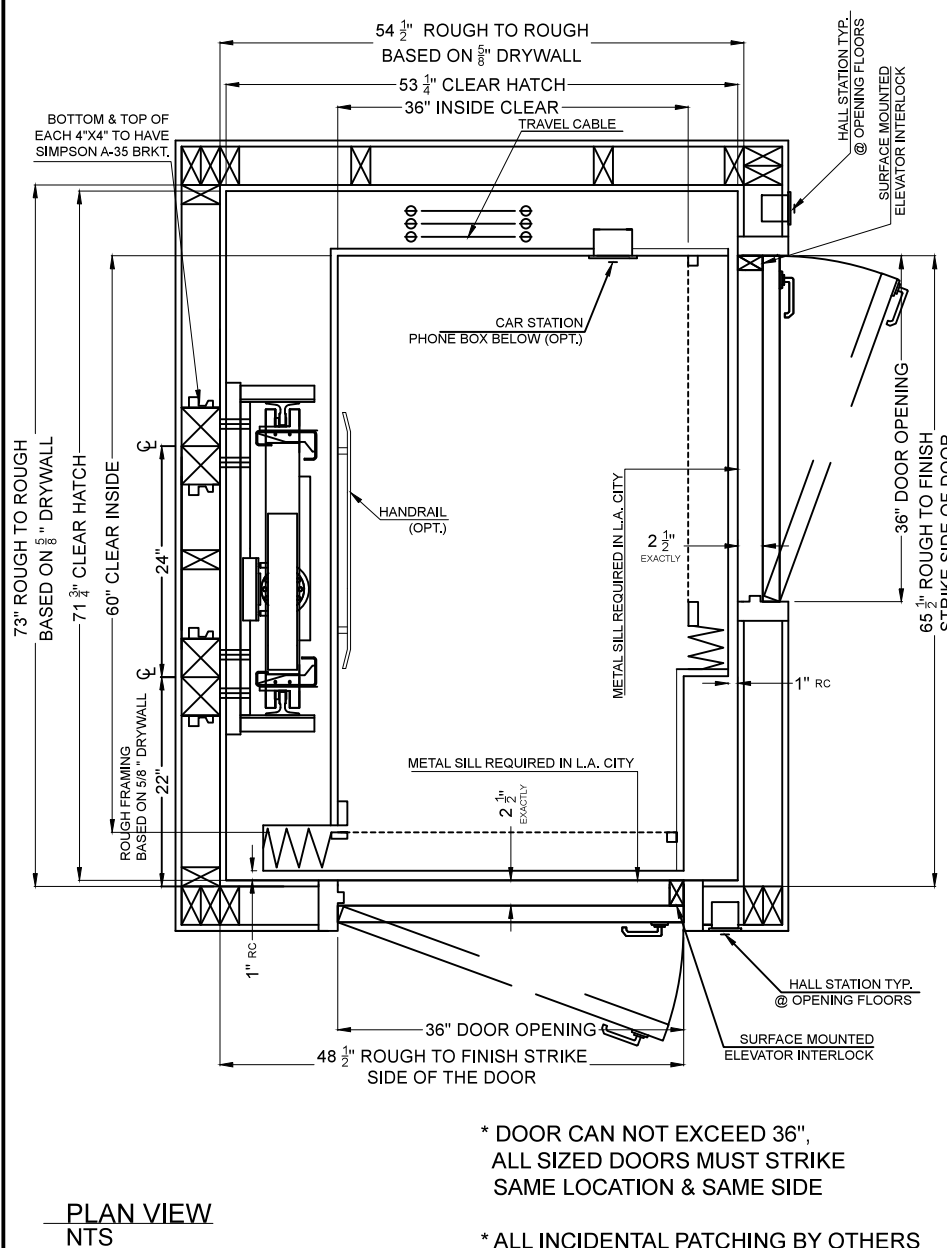 54 1/2" ROUGH TO ROUGH
BASED ON 5/8" DRYWALL
53 1/4" CLEAR HATCH
36" INSIDE CLEAR
TRAVEL CABLE
BOTTOM & TOP OF
EACH 4"X4" TO HAVE
SIMPSON A-35 BRKT.
HALL STATION TYP.
@ OPENING FLOORS
SURFACE MOUNTED
ELEVATOR INTERLOCK
CAR STATION
PHONE BOX BELOW (OPT.)
73" ROUGH TO ROUGH
BASED ON 5/8" DRYWALL
71 3/4" CLEAR HATCH
60" CLEAR INSIDE
24"
22"
CL
CL
ROUGH FRAMING
BASED ON 5/8" DRYWALL
HANDRAIL
(OPT.)
METAL SILL REQUIRED IN L.A. CITY
2 1/2"
EXACTLY
36" DOOR OPENING
65 1/2" ROUGH TO FINISH
STRIKE SIDE OF DOOR
1" RC
METAL SILL REQUIRED IN L.A. CITY
2 1/2"
EXACTLY
1" RC
HALL STATION TYP.
@ OPENING FLOORS
36" DOOR OPENING
SURFACE MOUNTED
ELEVATOR INTERLOCK
48 1/2" ROUGH TO FINISH STRIKE
SIDE OF THE DOOR
* DOOR CAN NOT EXCEED 36",
ALL SIZED DOORS MUST STRIKE
SAME LOCATION & SAME SIDE
PLAN VIEW
NTS
* ALL INCIDENTAL PATCHING BY OTHERS